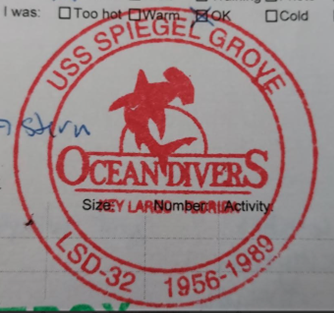 I was: ☐ Too hot ☐ Warm ☒ OK ☐ Cold
USS SPIEGEL GROVE
stern
OCEAN DIVERS
Size: Number: Activity:
KEY LARGO FLORIDA
LSD-32 1956-1989